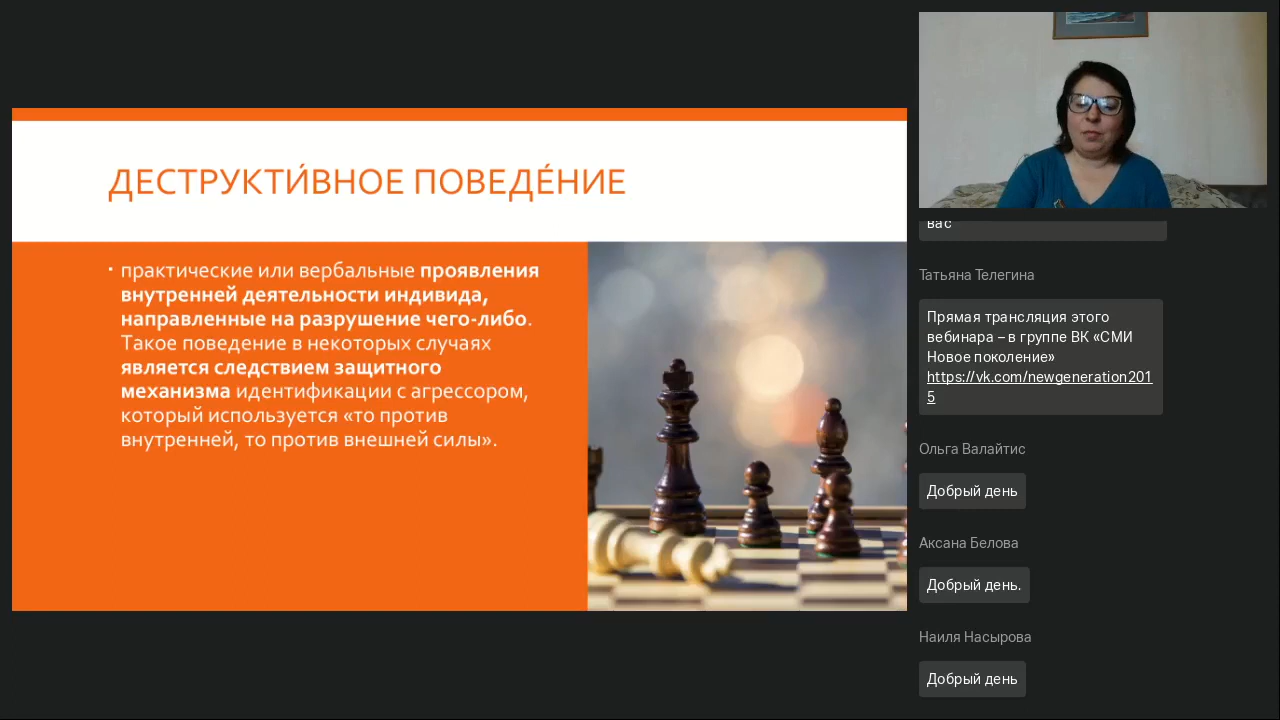 ДЕСТРУКТИ́ВНОЕ ПОВЕДЕ́НИЕ
• практические или вербальные проявления
внутренней деятельности индивида,
направленные на разрушение чего-либо.
Такое поведение в некоторых случаях
является следствием защитного
механизма идентификации с агрессором,
который используется «то против
внутренней, то против внешней силы».
вас
Татьяна Телегина
Прямая трансляция этого
вебинара – в группе ВК «СМИ
Новое поколение»
https://vk.com/newgeneration201
5
Ольга Валайтис
Добрый день
Аксана Белова
Добрый день.
Наиля Насырова
Добрый день